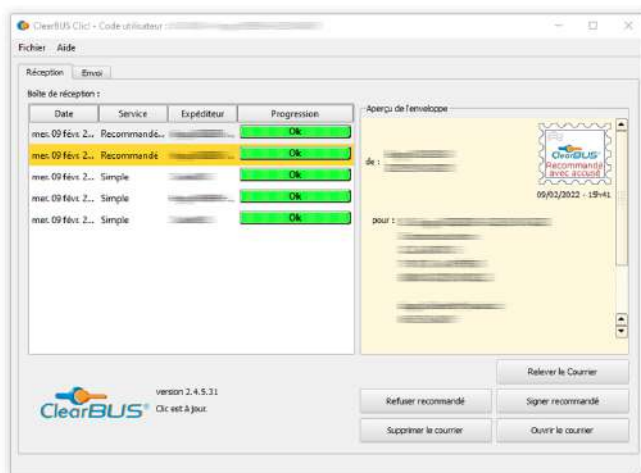 ClearBUS Clic! - Code utilisateur :
Fichier Aide
Réception Envoi
Boîte de réception :
Date Service Expéditeur Progression
mer. 09 févr. 2... Recommandé... Ok
mer. 09 févr. 2... Recommandé Ok
mer. 09 févr. 2... Simple Ok
mer. 09 févr. 2... Simple Ok
mer. 09 févr. 2... Simple Ok
Aperçu de l'enveloppe
de :
ClearBUS
Recommandé
avec accusé
09/02/2022 - 15h41
pour :
Relever le Courrier
Refuser recommandé Signer recommandé
Supprimer le courrier Ouvrir le courrier
ClearBUS®
version 2.4.5.31
Clic est à jour.